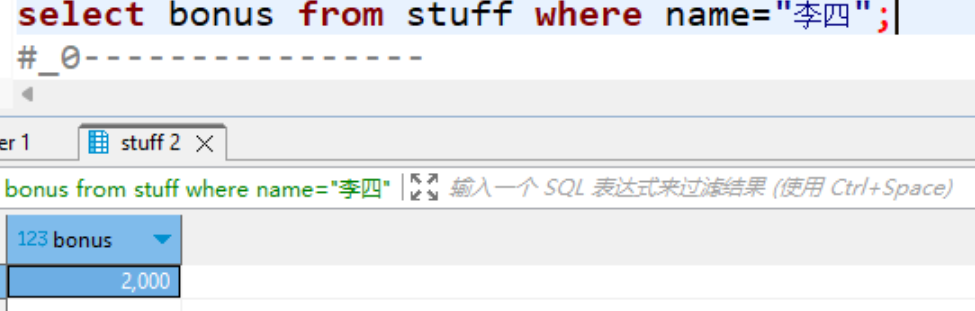 select bonus from stuff where name="李四";
#_0----------------
er 1 stuff 2
bonus from stuff where name="李四" 输入一个 SQL 表达式来过滤结果 (使用 Ctrl+Space)
123 bonus
2,000